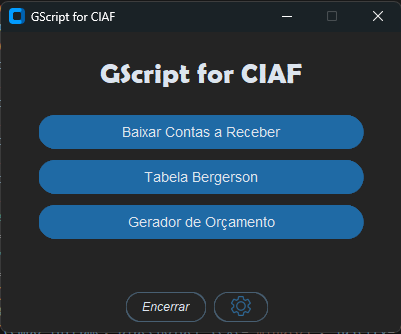 GScript for CIAF
GScript for CIAF
Baixar Contas a Receber
Tabela Bergerson
Gerador de Orçamento
Encerrar